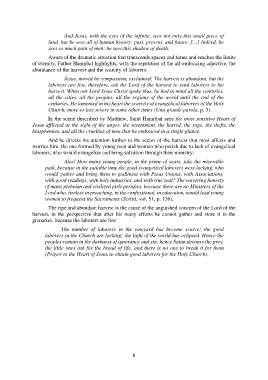 And Jesus, with the eyes of the infinite, sees not only this small piece of
land, but he sees all of human history: past, present, and future. [...] Indeed, he
sees so much pain of men; he sees this shadow of death.
Aware of the dramatic situation that transcends spaces and times and reaches the limits
of eternity, Father Hannibal highlights, with the repetition of the all-embracing adjective, the
abundance of the harvest and the scarcity of laborers:
Jesus, moved by compassion, exclaimed: The harvest is abundant, but the
laborers are few, therefore, ask the Lord of the harvest to send laborers to his
harvest. When our Lord Jesus Christ spoke thus, he had in mind all the centuries,
all the cities, all the peoples, all the regions of the world until the end of the
centuries. He lamented in his heart the scarcity of evangelical laborers of the Holy
Church, more or less severe in some other times (Una grande parola, p. 3).
In the scene described by Matthew, Saint Hannibal sees the most sensitive Heart of
Jesus afflicted at the sight of the anger, the resentment, the hatred, the rage, the thefts, the
blasphemies, and all the cruelties of men that he embraced in a single glance.
And he directs his attention further to the sector of the harvest that most affects and
worries him, the one formed by young men and women who perish due to lack of evangelical
laborers, who would evangelize and bring salvation through their ministry:
Alas! How many young people, in the prime of years, take the miserable
path, because in the suitable time the good evangelical laborers were lacking, who
would gather and bring them to godliness with Pious Unions, with Associations,
with good readings, with holy industries, and with true zeal! The wavering honesty
of many plebeian and civilized girls perishes, because there are no Ministers of the
Lord who, tireless in preaching, in the confessional, in education, would lead young
women to frequent the Sacraments (Scritti, vol. 51, p. 126).
The ripe and abundant harvest is the cause of the anguished concern of the Lord of the
harvest, in the perspective that after his many efforts he cannot gather and store it in the
granaries, because the laborers are few:
The number of laborers in the vineyard has become scarce; the good
laborers in the Church are lacking; the light of the world has eclipsed. Hence the
peoples remain in the darkness of ignorance and sin; hence Satan devours the prey,
the little ones ask for the bread of life, and there is no one to break it for them
(Prayer to the Heart of Jesus to obtain good laborers for the Holy Church).